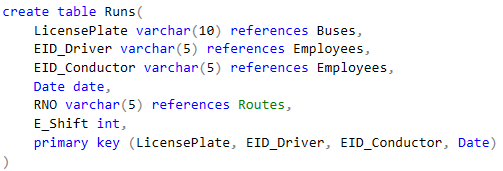 create table Runs(
LicensePlate varchar(10) references Buses,
EID_Driver varchar(5) references Employees,
EID_Conductor varchar(5) references Employees,
Date date,
RNO varchar(5) references Routes,
E_Shift int,
primary key (LicensePlate, EID_Driver, EID_Conductor, Date)
)